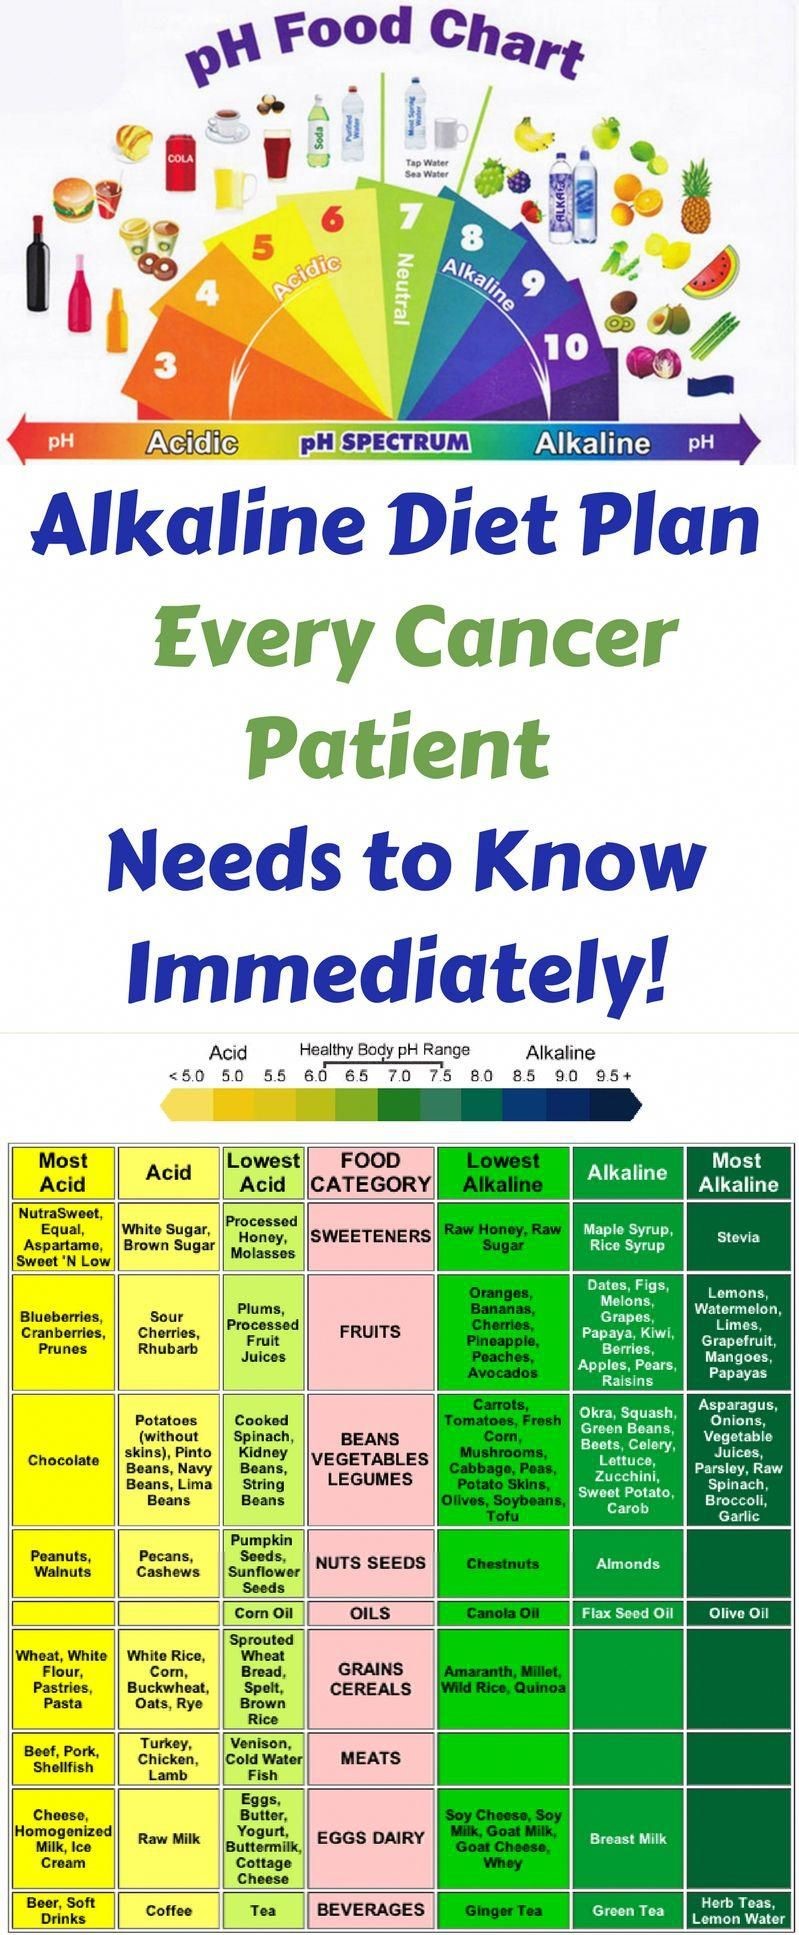 pH Food Chart
COLA
Soda
Purified Water
Most Spring Water
Tap Water
Sea Water
ALKA
3
4
5
6
7
8
9
10
Acidic
Neutral
Alkaline
pH
Acidic
pH SPECTRUM
Alkaline
pH
Alkaline Diet Plan
Every Cancer
Patient
Needs to Know
Immediately!
Acid
Healthy Body pH Range
Alkaline
< 5.0 5.0 5.5 6.0 6.5 7.0 7.5 8.0 8.5 9.0 9.5 +
Most
Acid
Acid
Lowest
Acid
FOOD
CATEGORY
Lowest
Alkaline
Alkaline
Most
Alkaline
NutraSweet,
Equal,
Aspartame,
Sweet 'N Low
White Sugar,
Brown Sugar
Processed
Honey,
Molasses
SWEETENERS
Raw Honey, Raw
Sugar
Maple Syrup,
Rice Syrup
Stevia
Blueberries,
Cranberries,
Prunes
Sour
Cherries,
Rhubarb
Plums,
Processed
Fruit
Juices
FRUITS
Oranges,
Bananas,
Cherries,
Pineapple,
Peaches,
Avocados
Dates, Figs,
Melons,
Grapes,
Papaya, Kiwi,
Berries,
Apples, Pears,
Raisins
Lemons,
Watermelon,
Limes,
Grapefruit,
Mangoes,
Papayas
Chocolate
Potatoes
(without
skins), Pinto
Beans, Navy
Beans, Lima
Beans
Cooked
Spinach,
Kidney
Beans,
String
Beans
BEANS
VEGETABLES
LEGUMES
Carrots,
Tomatoes, Fresh
Corn,
Mushrooms,
Cabbage, Peas,
Potato Skins,
Olives, Soybeans,
Tofu
Okra, Squash,
Green Beans,
Beets, Celery,
Lettuce,
Zucchini,
Sweet Potato,
Carob
Asparagus,
Onions,
Vegetable
Juices,
Parsley, Raw
Spinach,
Broccoli,
Garlic
Peanuts,
Walnuts
Pecans,
Cashews
Pumpkin
Seeds,
Sunflower
Seeds
NUTS SEEDS
Chestnuts
Almonds
Corn Oil
OILS
Canola Oil
Flax Seed Oil
Olive Oil
Wheat, White
Flour,
Pastries,
Pasta
White Rice,
Corn,
Buckwheat,
Oats, Rye
Sprouted
Wheat
Bread,
Spelt,
Brown
Rice
GRAINS
CEREALS
Amaranth, Millet,
Wild Rice, Quinoa
Beef, Pork,
Shellfish
Turkey,
Chicken,
Lamb
Venison,
Cold Water
Fish
MEATS
Cheese,
Homogenized
Milk, Ice
Cream
Raw Milk
Eggs,
Butter,
Yogurt,
Buttermilk,
Cottage
Cheese
EGGS DAIRY
Soy Cheese, Soy
Milk, Goat Milk,
Goat Cheese,
Whey
Breast Milk
Beer, Soft
Drinks
Coffee
Tea
BEVERAGES
Ginger Tea
Green Tea
Herb Teas,
Lemon Water